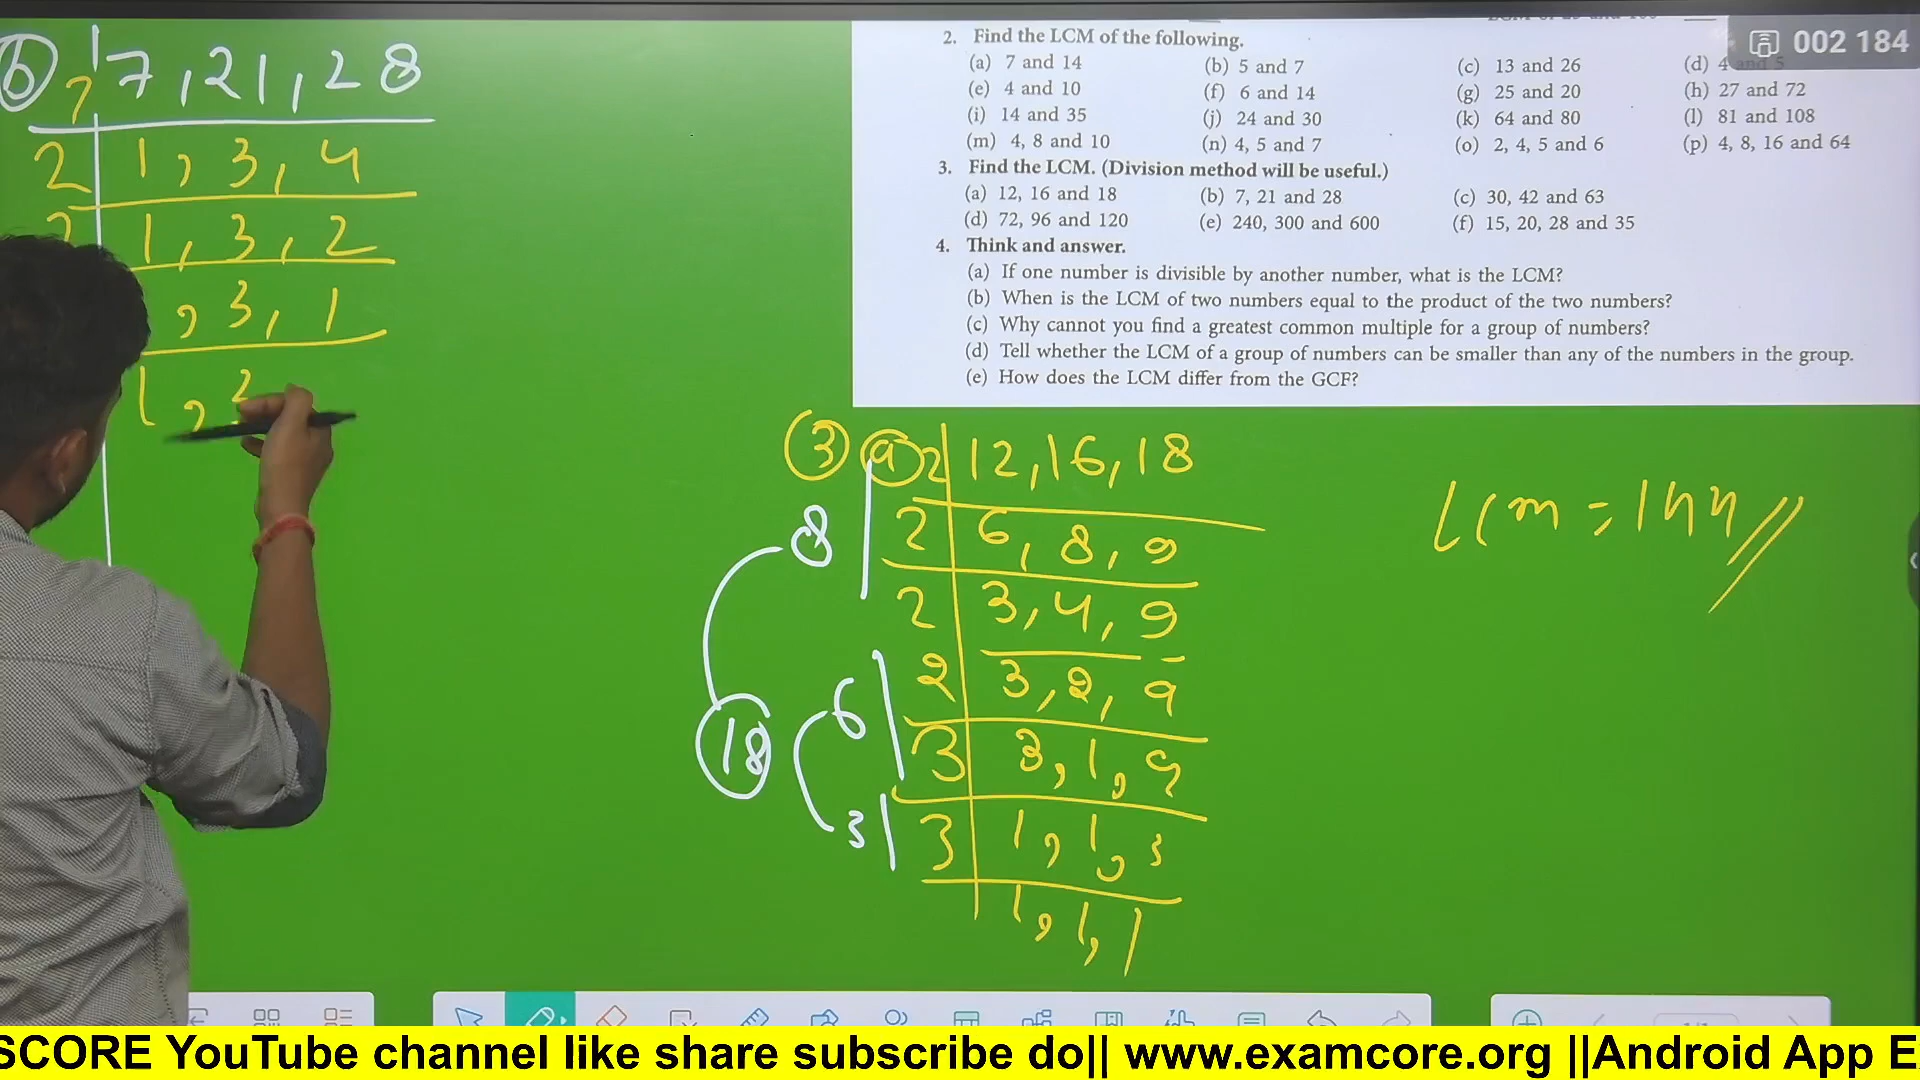 b 7 7, 21, 28
2 1, 3, 4
2 1, 3, 2
, 3, 1
1,
2. Find the LCM of the following.
(a) 7 and 14 (b) 5 and 7 (c) 13 and 26 (d) 4 and 5
(e) 4 and 10 (f) 6 and 14 (g) 25 and 20 (h) 27 and 72
(i) 14 and 35 (j) 24 and 30 (k) 64 and 80 (l) 81 and 108
(m) 4, 8 and 10 (n) 4, 5 and 7 (o) 2, 4, 5 and 6 (p) 4, 8, 16 and 64
3. Find the LCM. (Division method will be useful.)
(a) 12, 16 and 18 (b) 7, 21 and 28 (c) 30, 42 and 63
(d) 72, 96 and 120 (e) 240, 300 and 600 (f) 15, 20, 28 and 35
4. Think and answer.
(a) If one number is divisible by another number, what is the LCM?
(b) When is the LCM of two numbers equal to the product of the two numbers?
(c) Why cannot you find a greatest common multiple for a group of numbers?
(d) Tell whether the LCM of a group of numbers can be smaller than any of the numbers in the group.
(e) How does the LCM differ from the GCF?
002 184
3 a 2 12, 16, 18
8 2 6, 8, 9
2 3, 4, 9
6 2 3, 2, 9
18 3 3, 1, 9
3 3 1, 1, 3
1, 1, 1
LCM = 144
SCORE YouTube channel like share subscribe do|| www.examcore.org ||Android App E